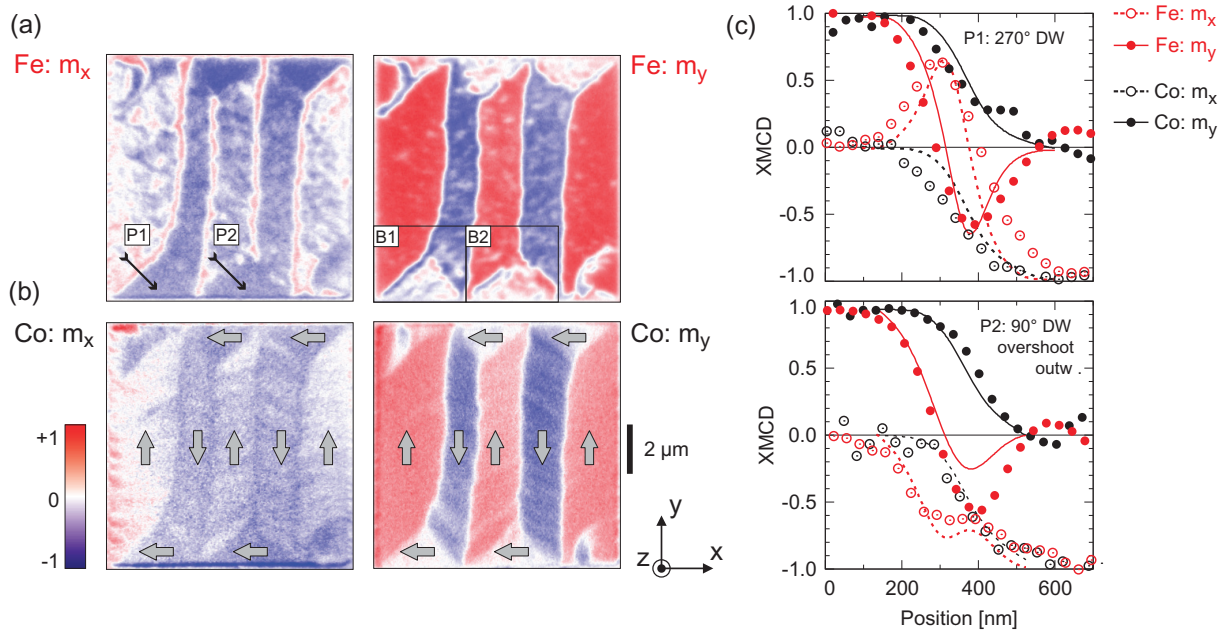 (a)
Fe: mx
Fe: my
P1
P2
B1
B2
(b)
Co: mx
Co: my
+1
0
-1
2 µm
y
z
x
(c)
Fe: mx
Fe: my
Co: mx
Co: my
P1: 270° DW
1.0
0.5
0.0
-0.5
-1.0
XMCD
P2: 90° DW
overshoot
outw.
1.0
0.5
0.0
-0.5
-1.0
XMCD
0 200 400 600
Position [nm]